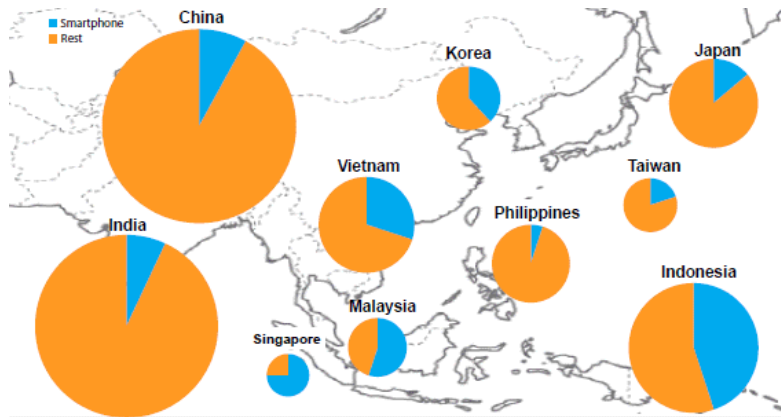 Smartphone
Rest
China
Korea
Japan
Vietnam
Taiwan
India
Philippines
Indonesia
Malaysia
Singapore